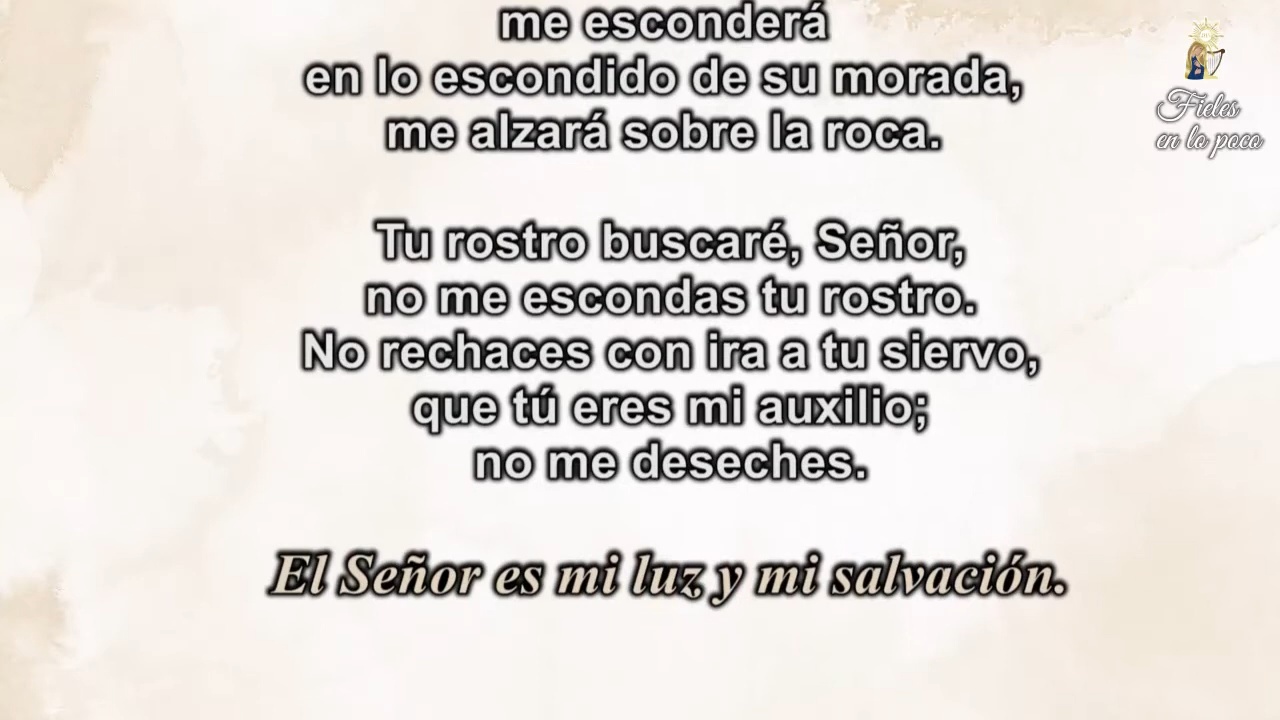 me esconderá
en lo escondido de su morada,
me alzará sobre la roca.
Tu rostro buscaré, Señor,
no me escondas tu rostro.
No rechaces con ira a tu siervo,
que tú eres mi auxilio;
no me deseches.
El Señor es mi luz y mi salvación.
Fieles
en lo poco